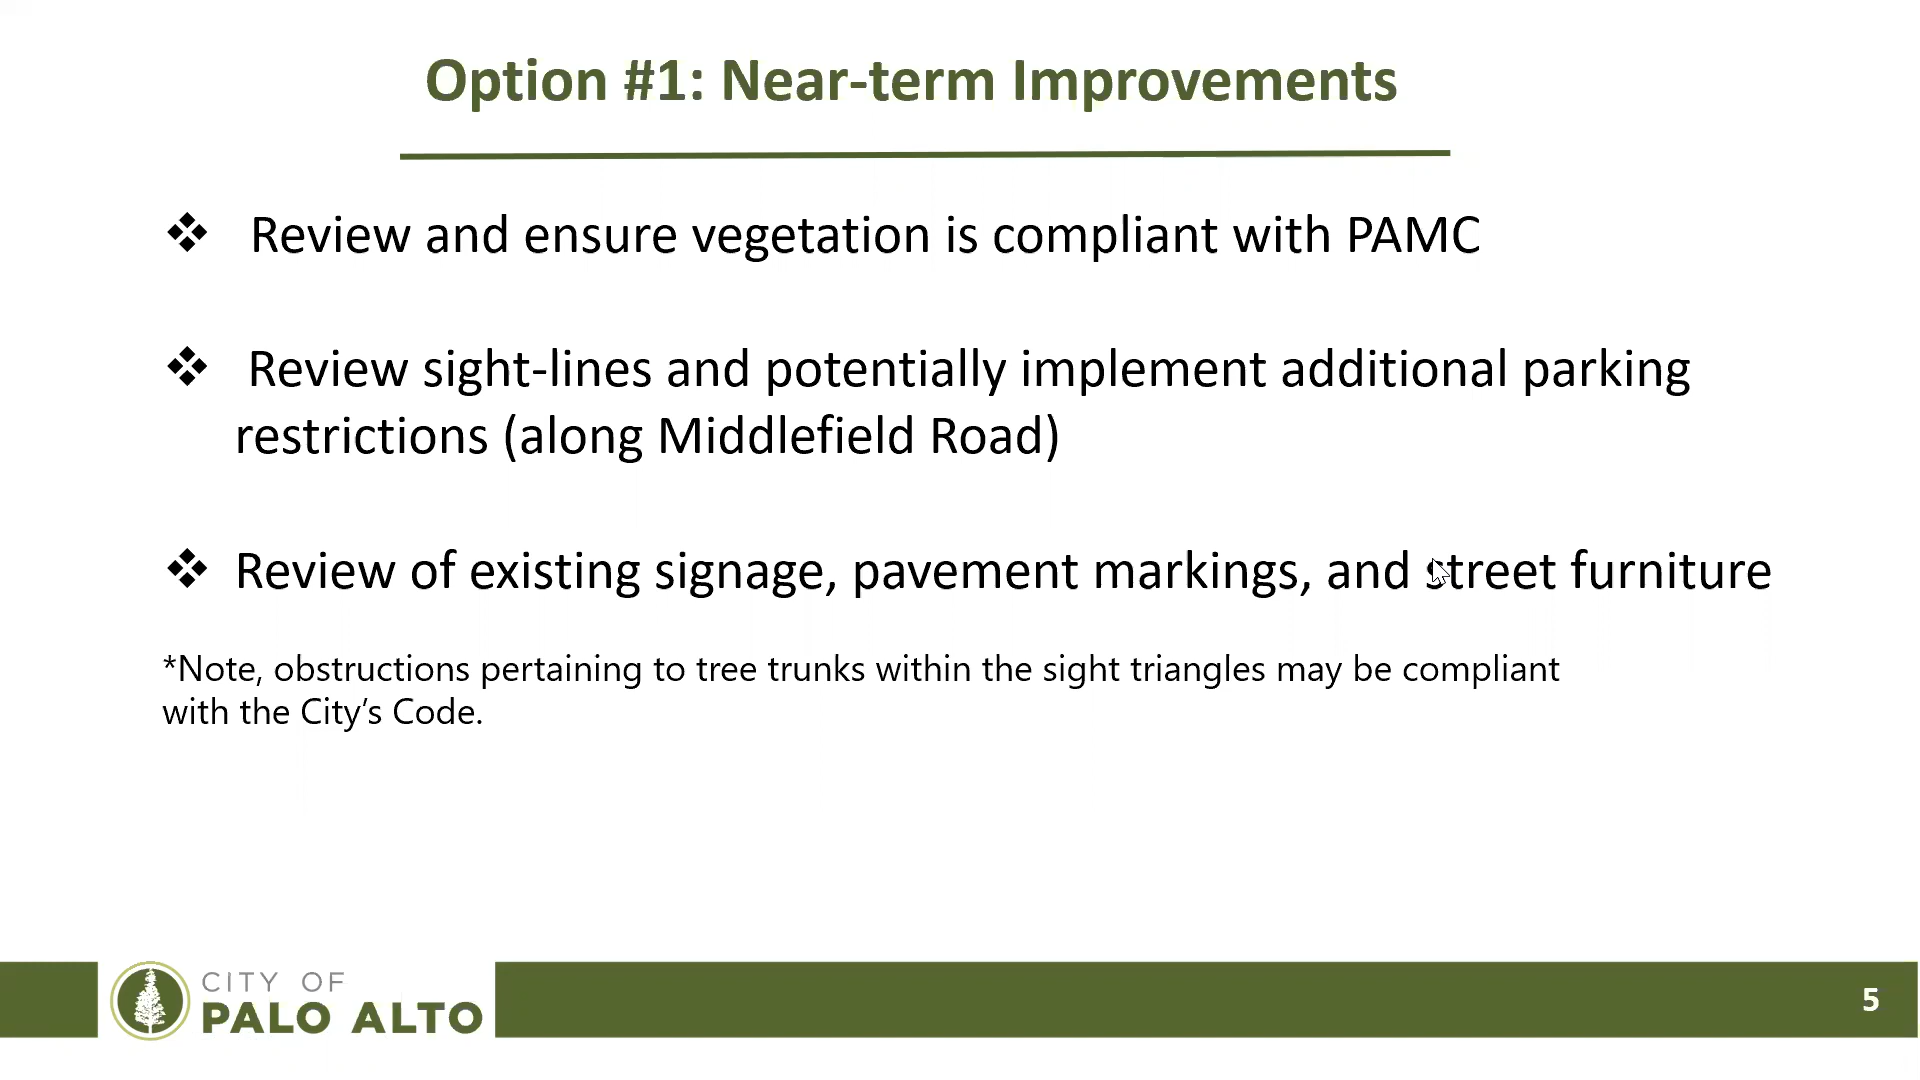 Option #1: Near-term Improvements
❖ Review and ensure vegetation is compliant with PAMC
❖ Review sight-lines and potentially implement additional parking
restrictions (along Middlefield Road)
❖ Review of existing signage, pavement markings, and street furniture
*Note, obstructions pertaining to tree trunks within the sight triangles may be compliant
with the City’s Code.
CITY OF
PALO ALTO
5